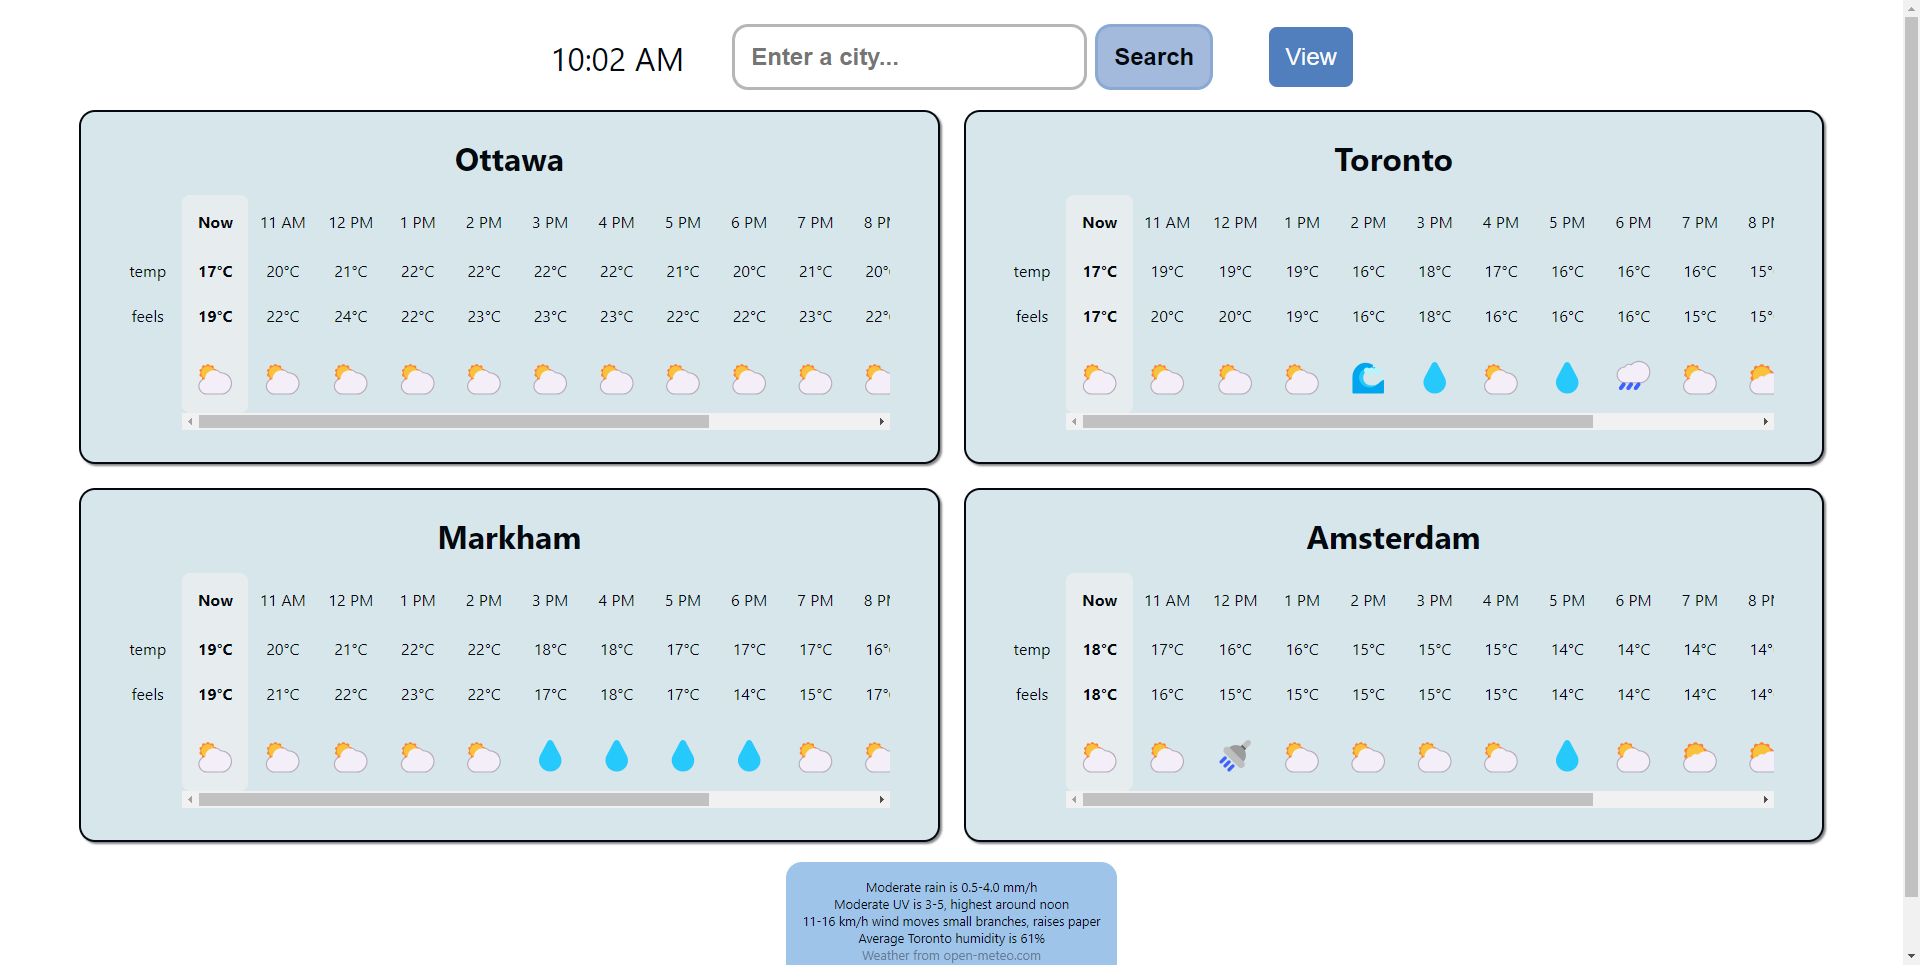 10:02 AM Enter a city... Search View
Ottawa
Now 11 AM 12 PM 1 PM 2 PM 3 PM 4 PM 5 PM 6 PM 7 PM 8 PM
temp 17°C 20°C 21°C 22°C 22°C 22°C 22°C 21°C 20°C 21°C 20°
feels 19°C 22°C 24°C 22°C 23°C 23°C 23°C 22°C 22°C 23°C 22°
Toronto
Now 11 AM 12 PM 1 PM 2 PM 3 PM 4 PM 5 PM 6 PM 7 PM 8 PM
temp 17°C 19°C 19°C 19°C 16°C 18°C 17°C 16°C 16°C 16°C 15°
feels 17°C 20°C 20°C 19°C 16°C 18°C 16°C 16°C 16°C 15°C 15°
Markham
Now 11 AM 12 PM 1 PM 2 PM 3 PM 4 PM 5 PM 6 PM 7 PM 8 PM
temp 19°C 20°C 21°C 22°C 22°C 18°C 18°C 17°C 17°C 17°C 16°
feels 19°C 21°C 22°C 23°C 22°C 17°C 18°C 17°C 14°C 15°C 17°
Amsterdam
Now 11 AM 12 PM 1 PM 2 PM 3 PM 4 PM 5 PM 6 PM 7 PM 8 PM
temp 18°C 17°C 16°C 16°C 15°C 15°C 15°C 14°C 14°C 14°C 14°
feels 18°C 16°C 15°C 15°C 15°C 15°C 15°C 14°C 14°C 14°C 14°
Moderate rain is 0.5-4.0 mm/h
Moderate UV is 3-5, highest around noon
11-16 km/h wind moves small branches, raises paper
Average Toronto humidity is 61%
Weather from open-meteo.com